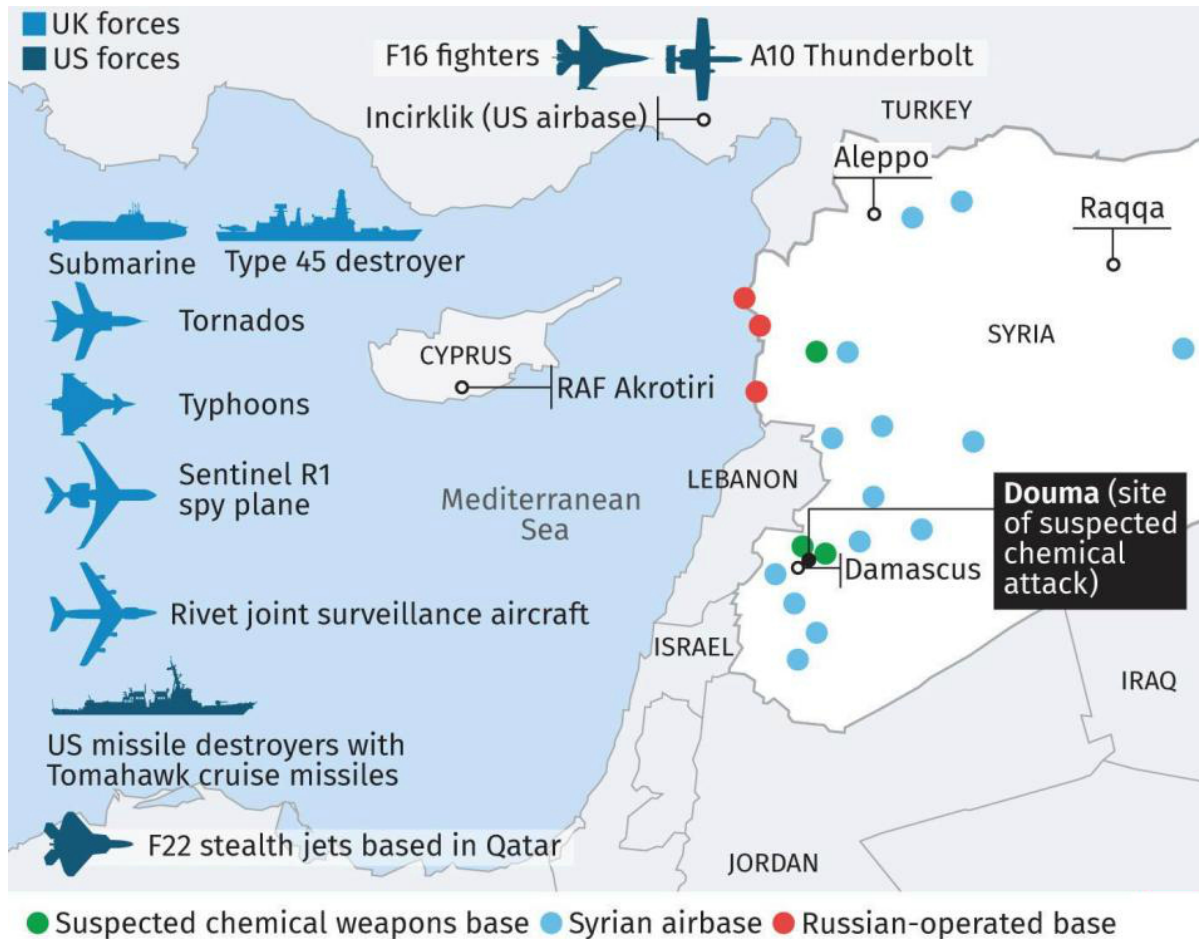 UK forces
US forces
F16 fighters
A10 Thunderbolt
Incirklik (US airbase)
TURKEY
Aleppo
Raqqa
Submarine
Type 45 destroyer
Tornados
CYPRUS
SYRIA
RAF Akrotiri
Typhoons
Sentinel R1
spy plane
Mediterranean
Sea
LEBANON
Douma (site
of suspected
chemical
attack)
Damascus
Rivet joint surveillance aircraft
ISRAEL
IRAQ
US missile destroyers with
Tomahawk cruise missiles
F22 stealth jets based in Qatar
JORDAN
Suspected chemical weapons base
Syrian airbase
Russian-operated base